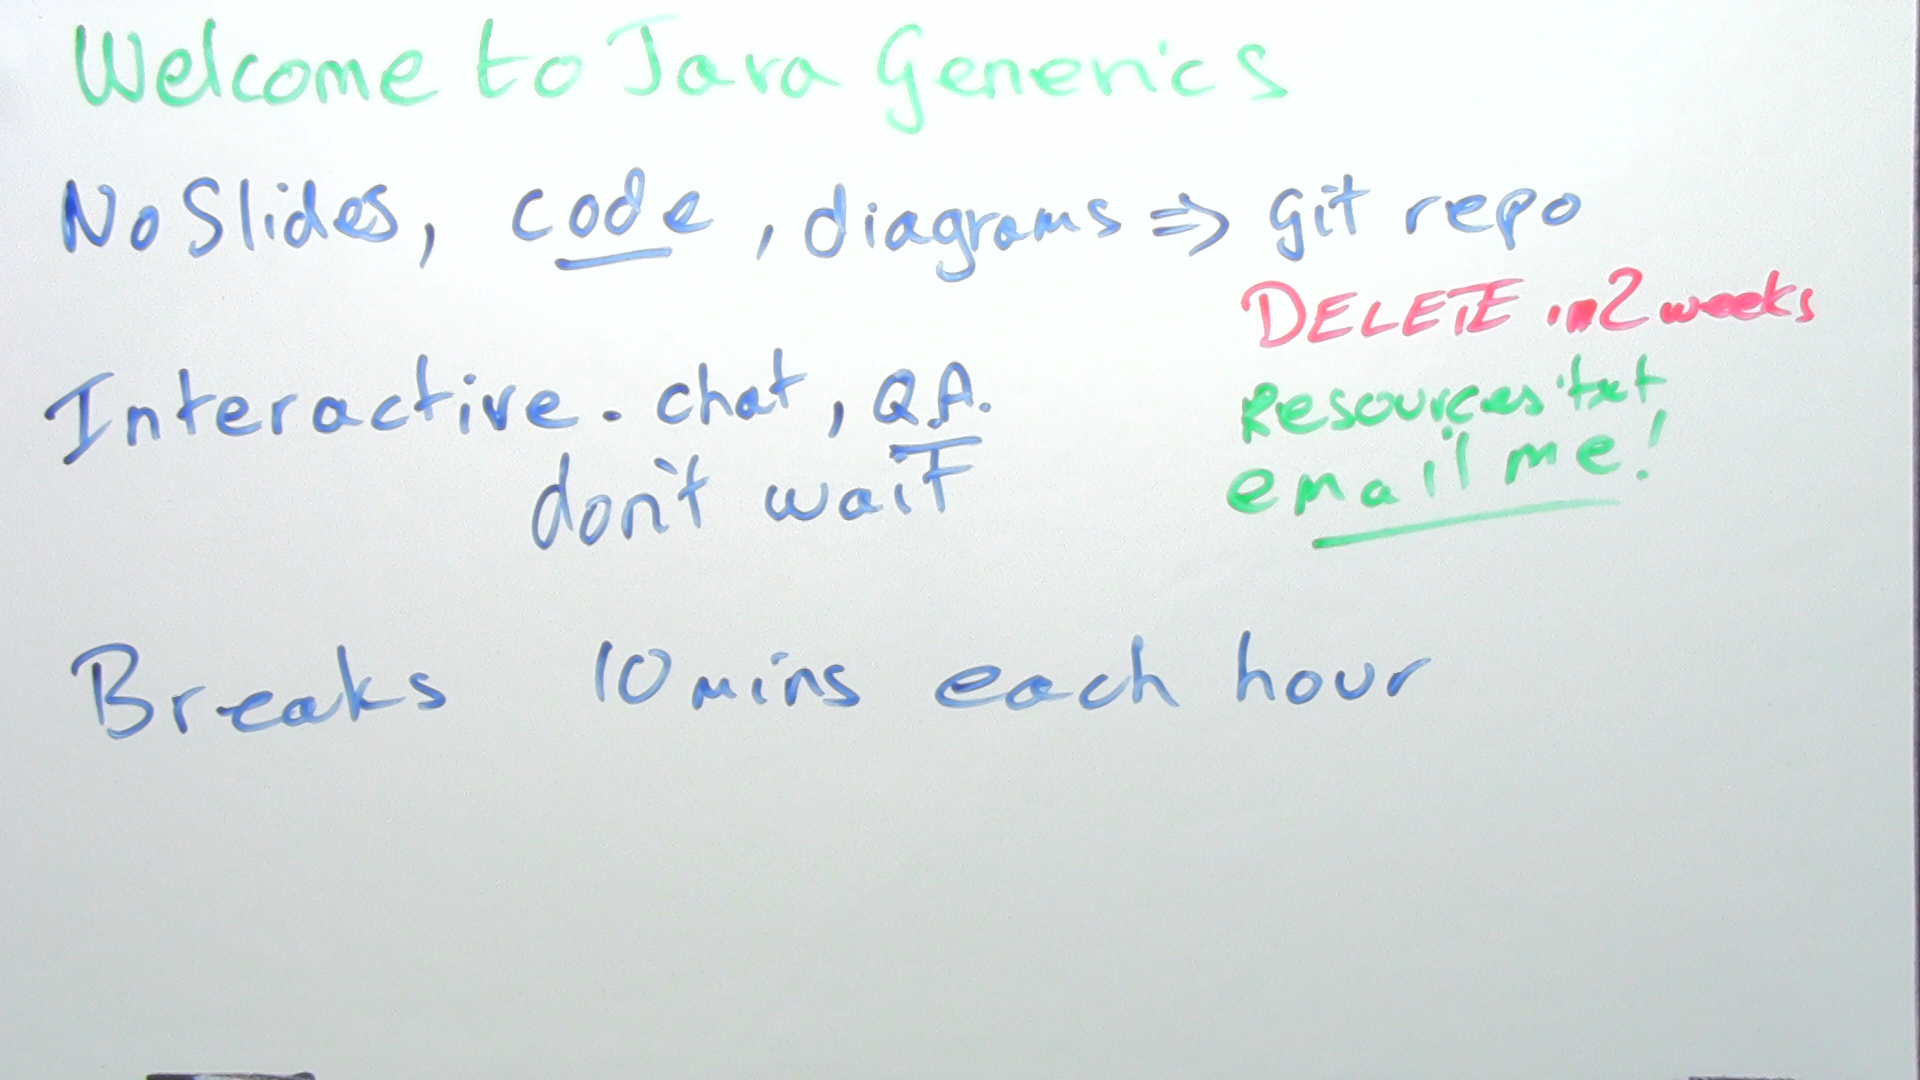 Welcome to Java Generics
No Slides, code, diagrams => git repo
DELETE in 2 weeks
Interactive. chat, QA.
don't wait
Resources txt
email me!
Breaks 10 mins each hour